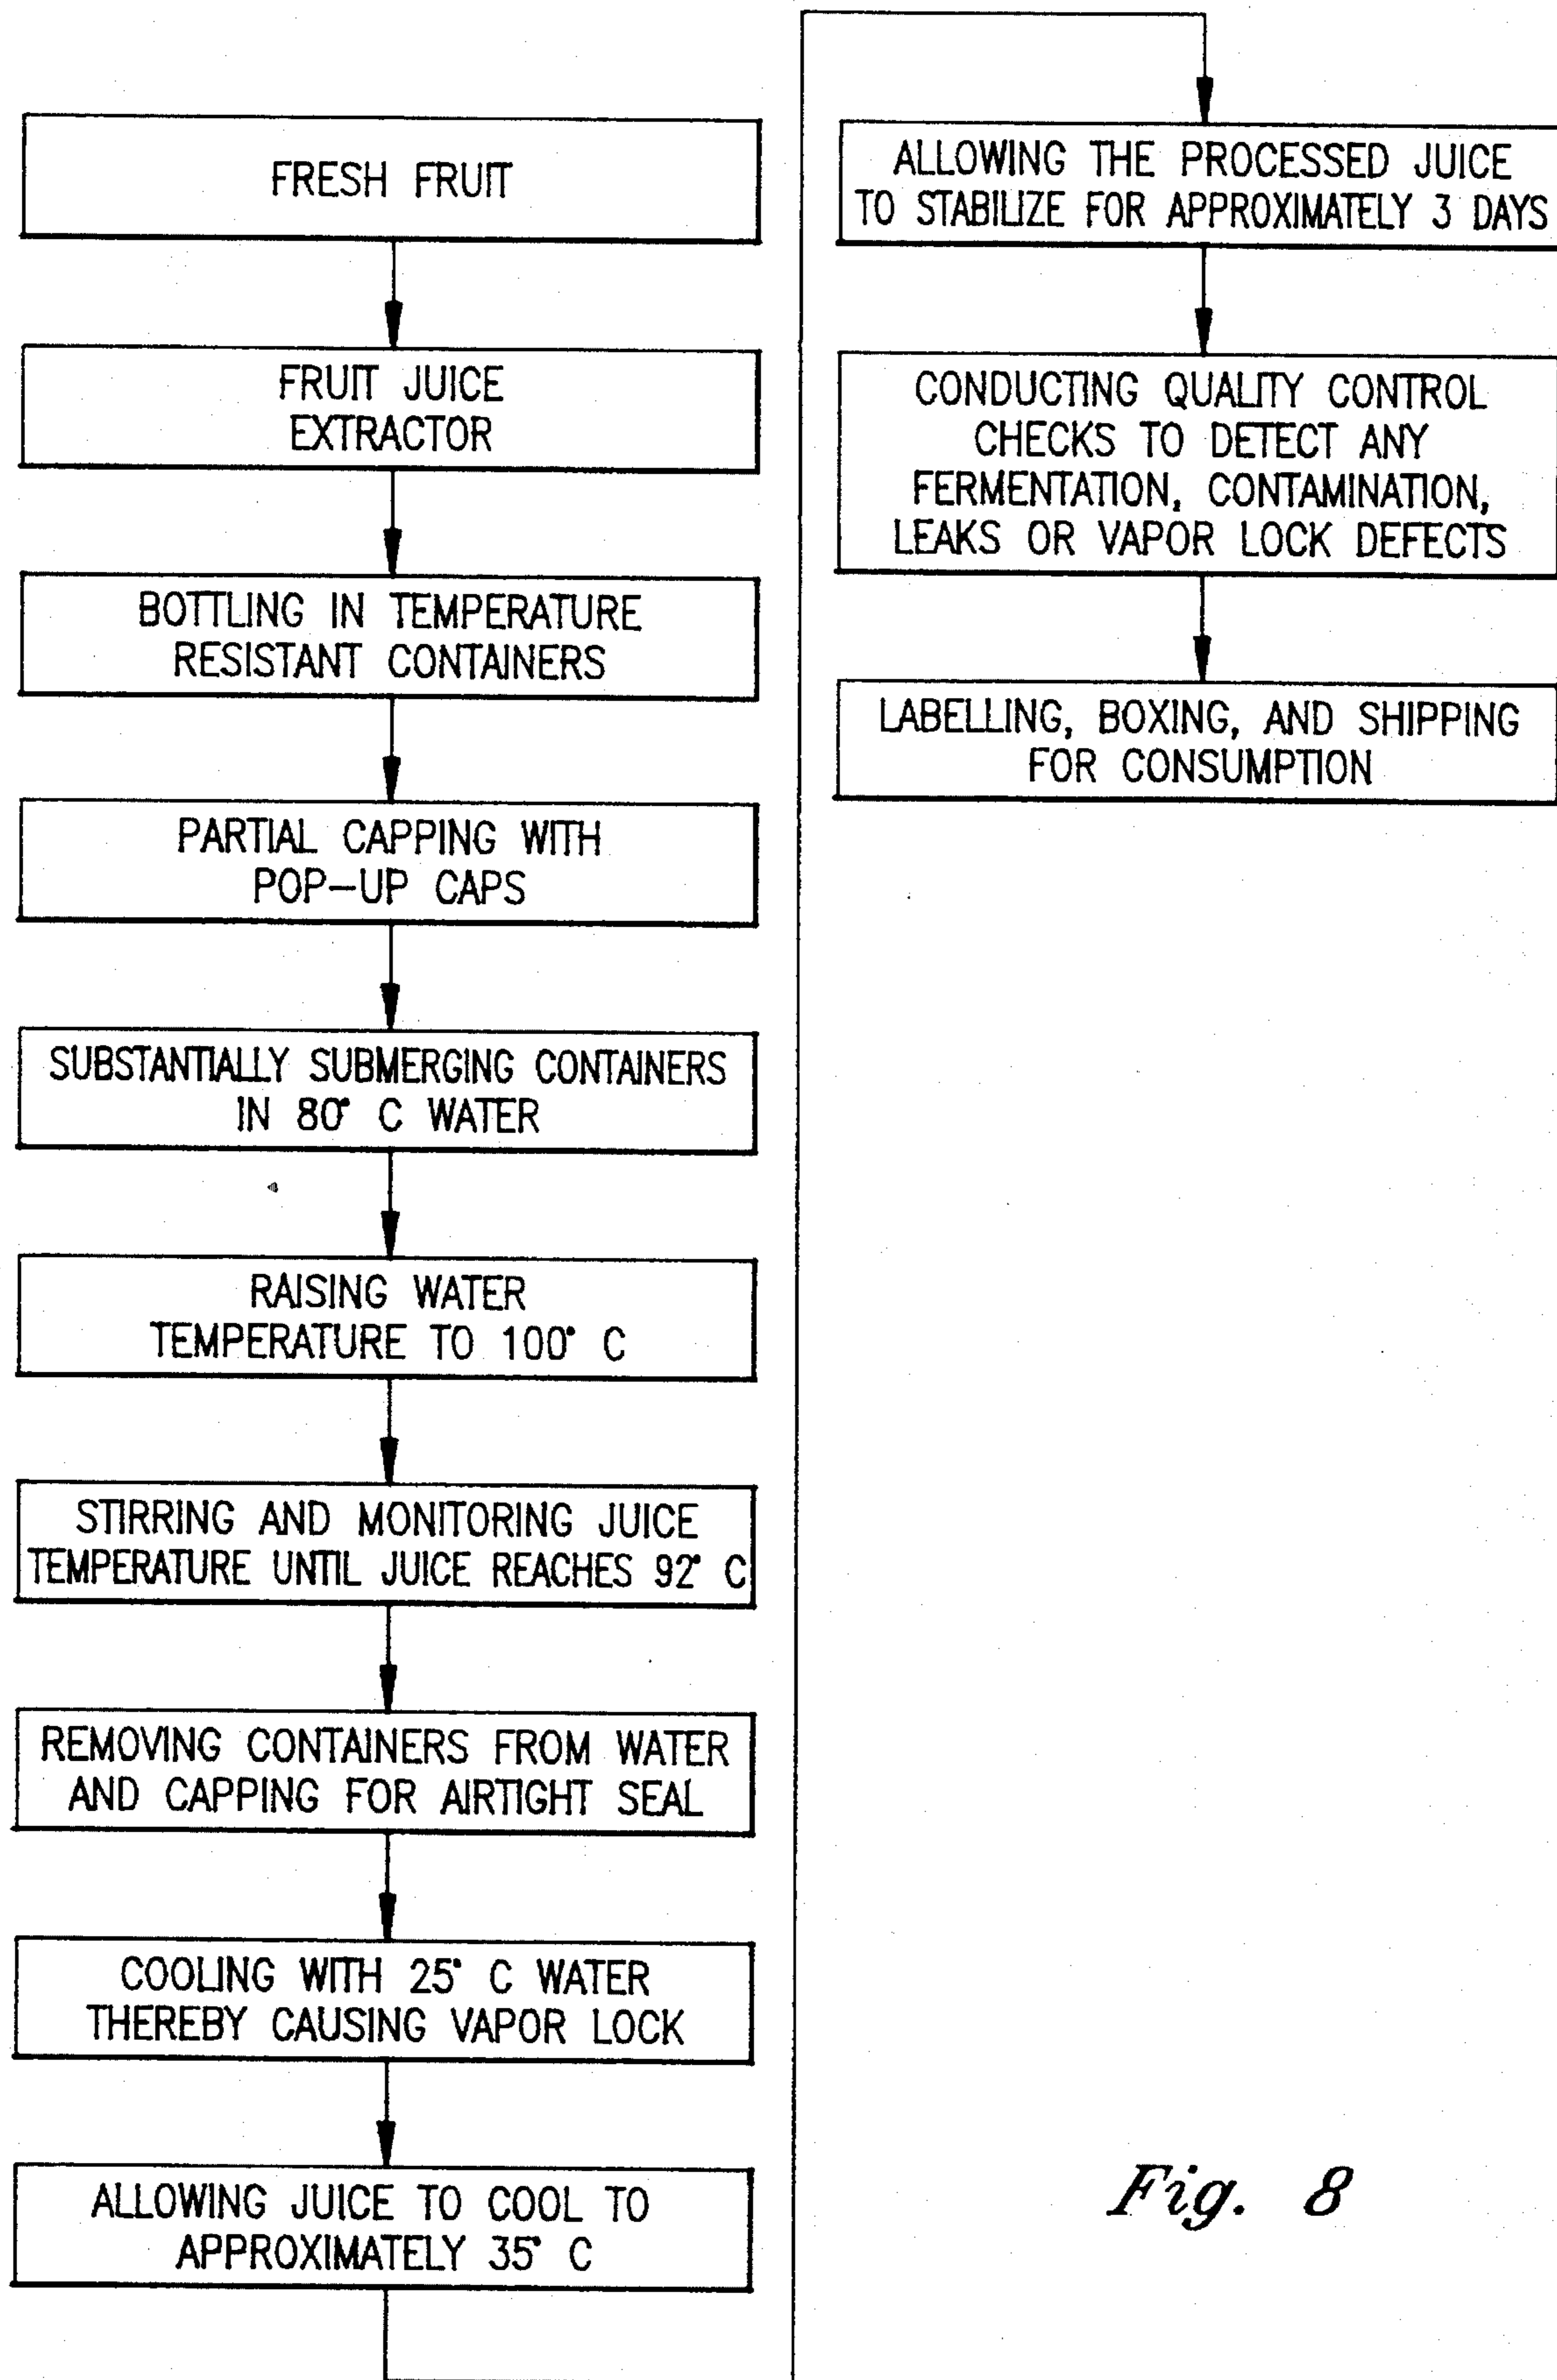 FRESH FRUIT
FRUIT JUICE
EXTRACTOR
BOTTLING IN TEMPERATURE
RESISTANT CONTAINERS
PARTIAL CAPPING WITH
POP-UP CAPS
SUBSTANTIALLY SUBMERGING CONTAINERS
IN 80° C WATER
RAISING WATER
TEMPERATURE TO 100° C
STIRRING AND MONITORING JUICE
TEMPERATURE UNTIL JUICE REACHES 92° C
REMOVING CONTAINERS FROM WATER
AND CAPPING FOR AIRTIGHT SEAL
COOLING WITH 25° C WATER
THEREBY CAUSING VAPOR LOCK
ALLOWING JUICE TO COOL TO
APPROXIMATELY 35° C
ALLOWING THE PROCESSED JUICE
TO STABILIZE FOR APPROXIMATELY 3 DAYS
CONDUCTING QUALITY CONTROL
CHECKS TO DETECT ANY
FERMENTATION, CONTAMINATION,
LEAKS OR VAPOR LOCK DEFECTS
LABELLING, BOXING, AND SHIPPING
FOR CONSUMPTION
Fig. 8